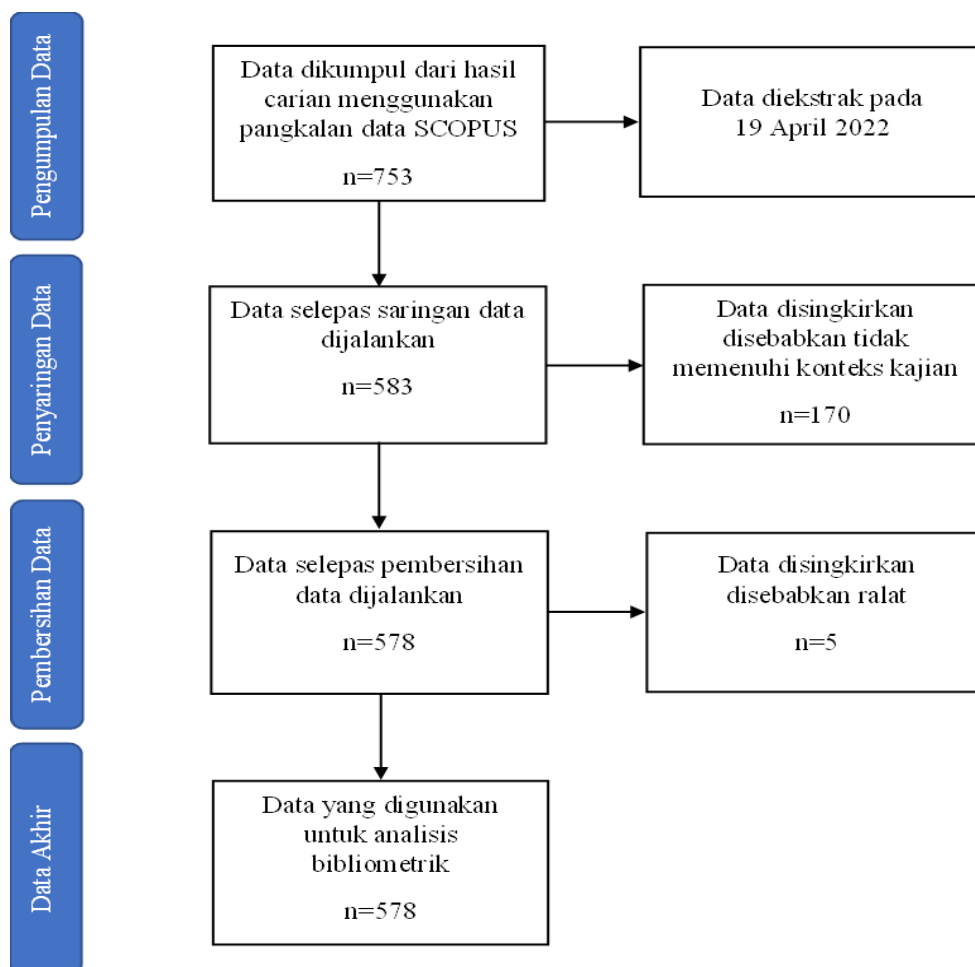 Pengumpulan Data
Data dikumpul dari hasil
carian menggunakan
pangkalan data SCOPUS
n=753
Data diekstrak pada
19 April 2022
Penyaringan Data
Data selepas saringan data
dijalankan
n=583
Data disingkirkan
disebabkan tidak
memenuhi konteks kajian
n=170
Pembersihan Data
Data selepas pembersihan
data dijalankan
n=578
Data disingkirkan
disebabkan ralat
n=5
Data Akhir
Data yang digunakan
untuk analisis
bibliometrik
n=578